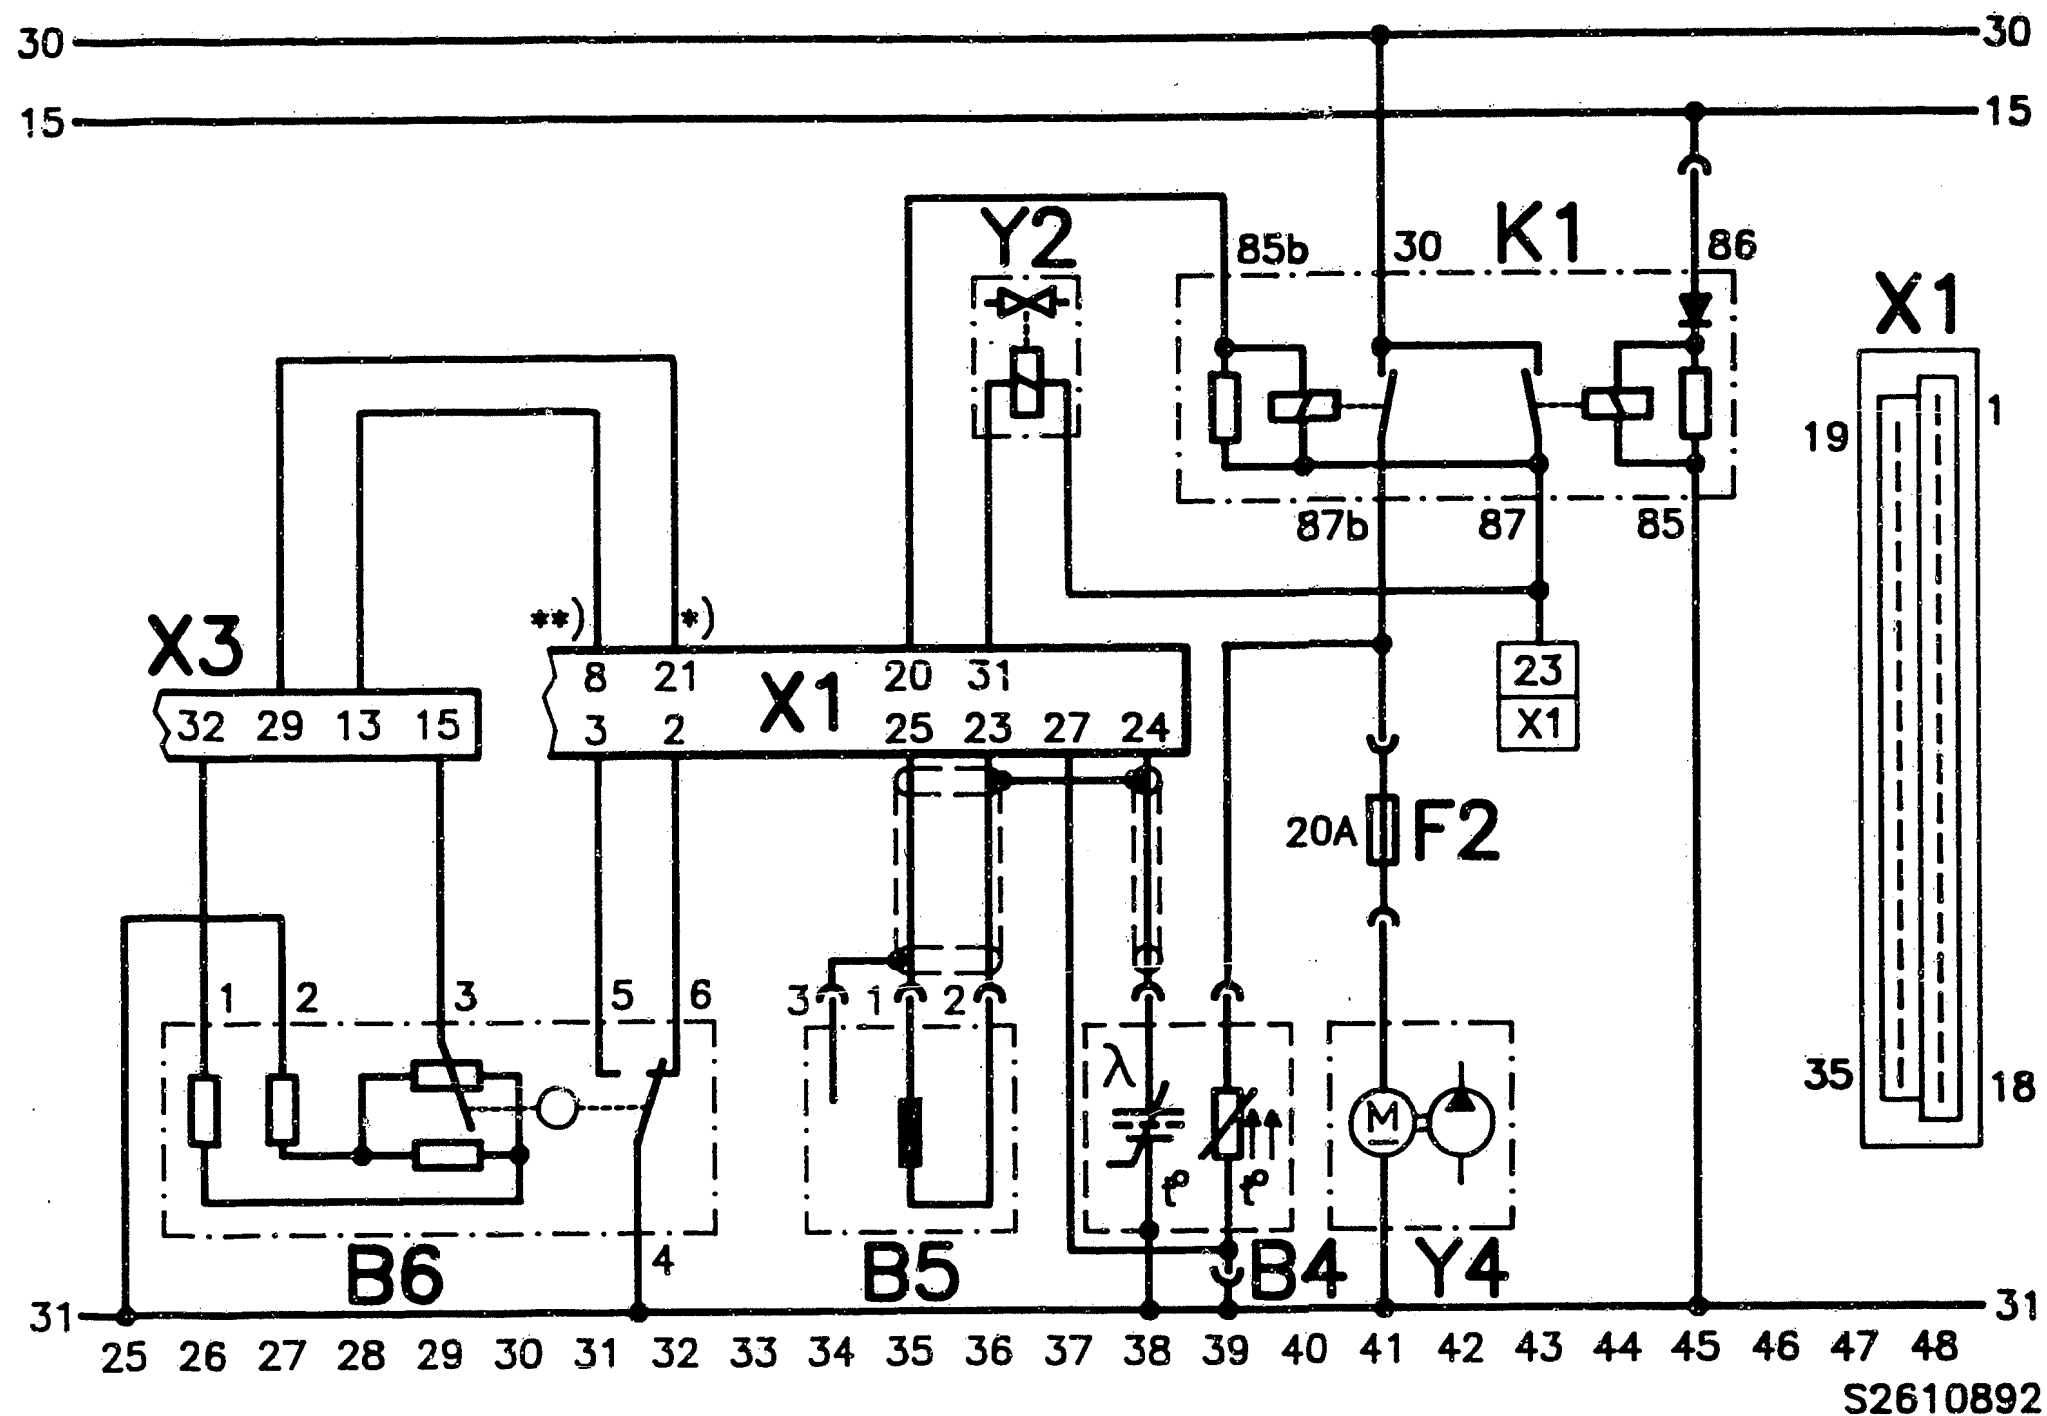 30 30
15 15
Y2 K1
85b 30 86
X1
19 1
87b 87 85
**) *)
X3
8 21 20 31
X1
32 29 13 15
3 2 25 23 27 24
23
X1
20A F2
1 2 3 5 6 3 1 2
λ
M
t° t°
35 18
B6 4 B5 B4 Y4
31 31
25 26 27 28 29 30 31 32 33 34 35 36 37 38 39 40 41 42 43 44 45 46 47 48
S2610892